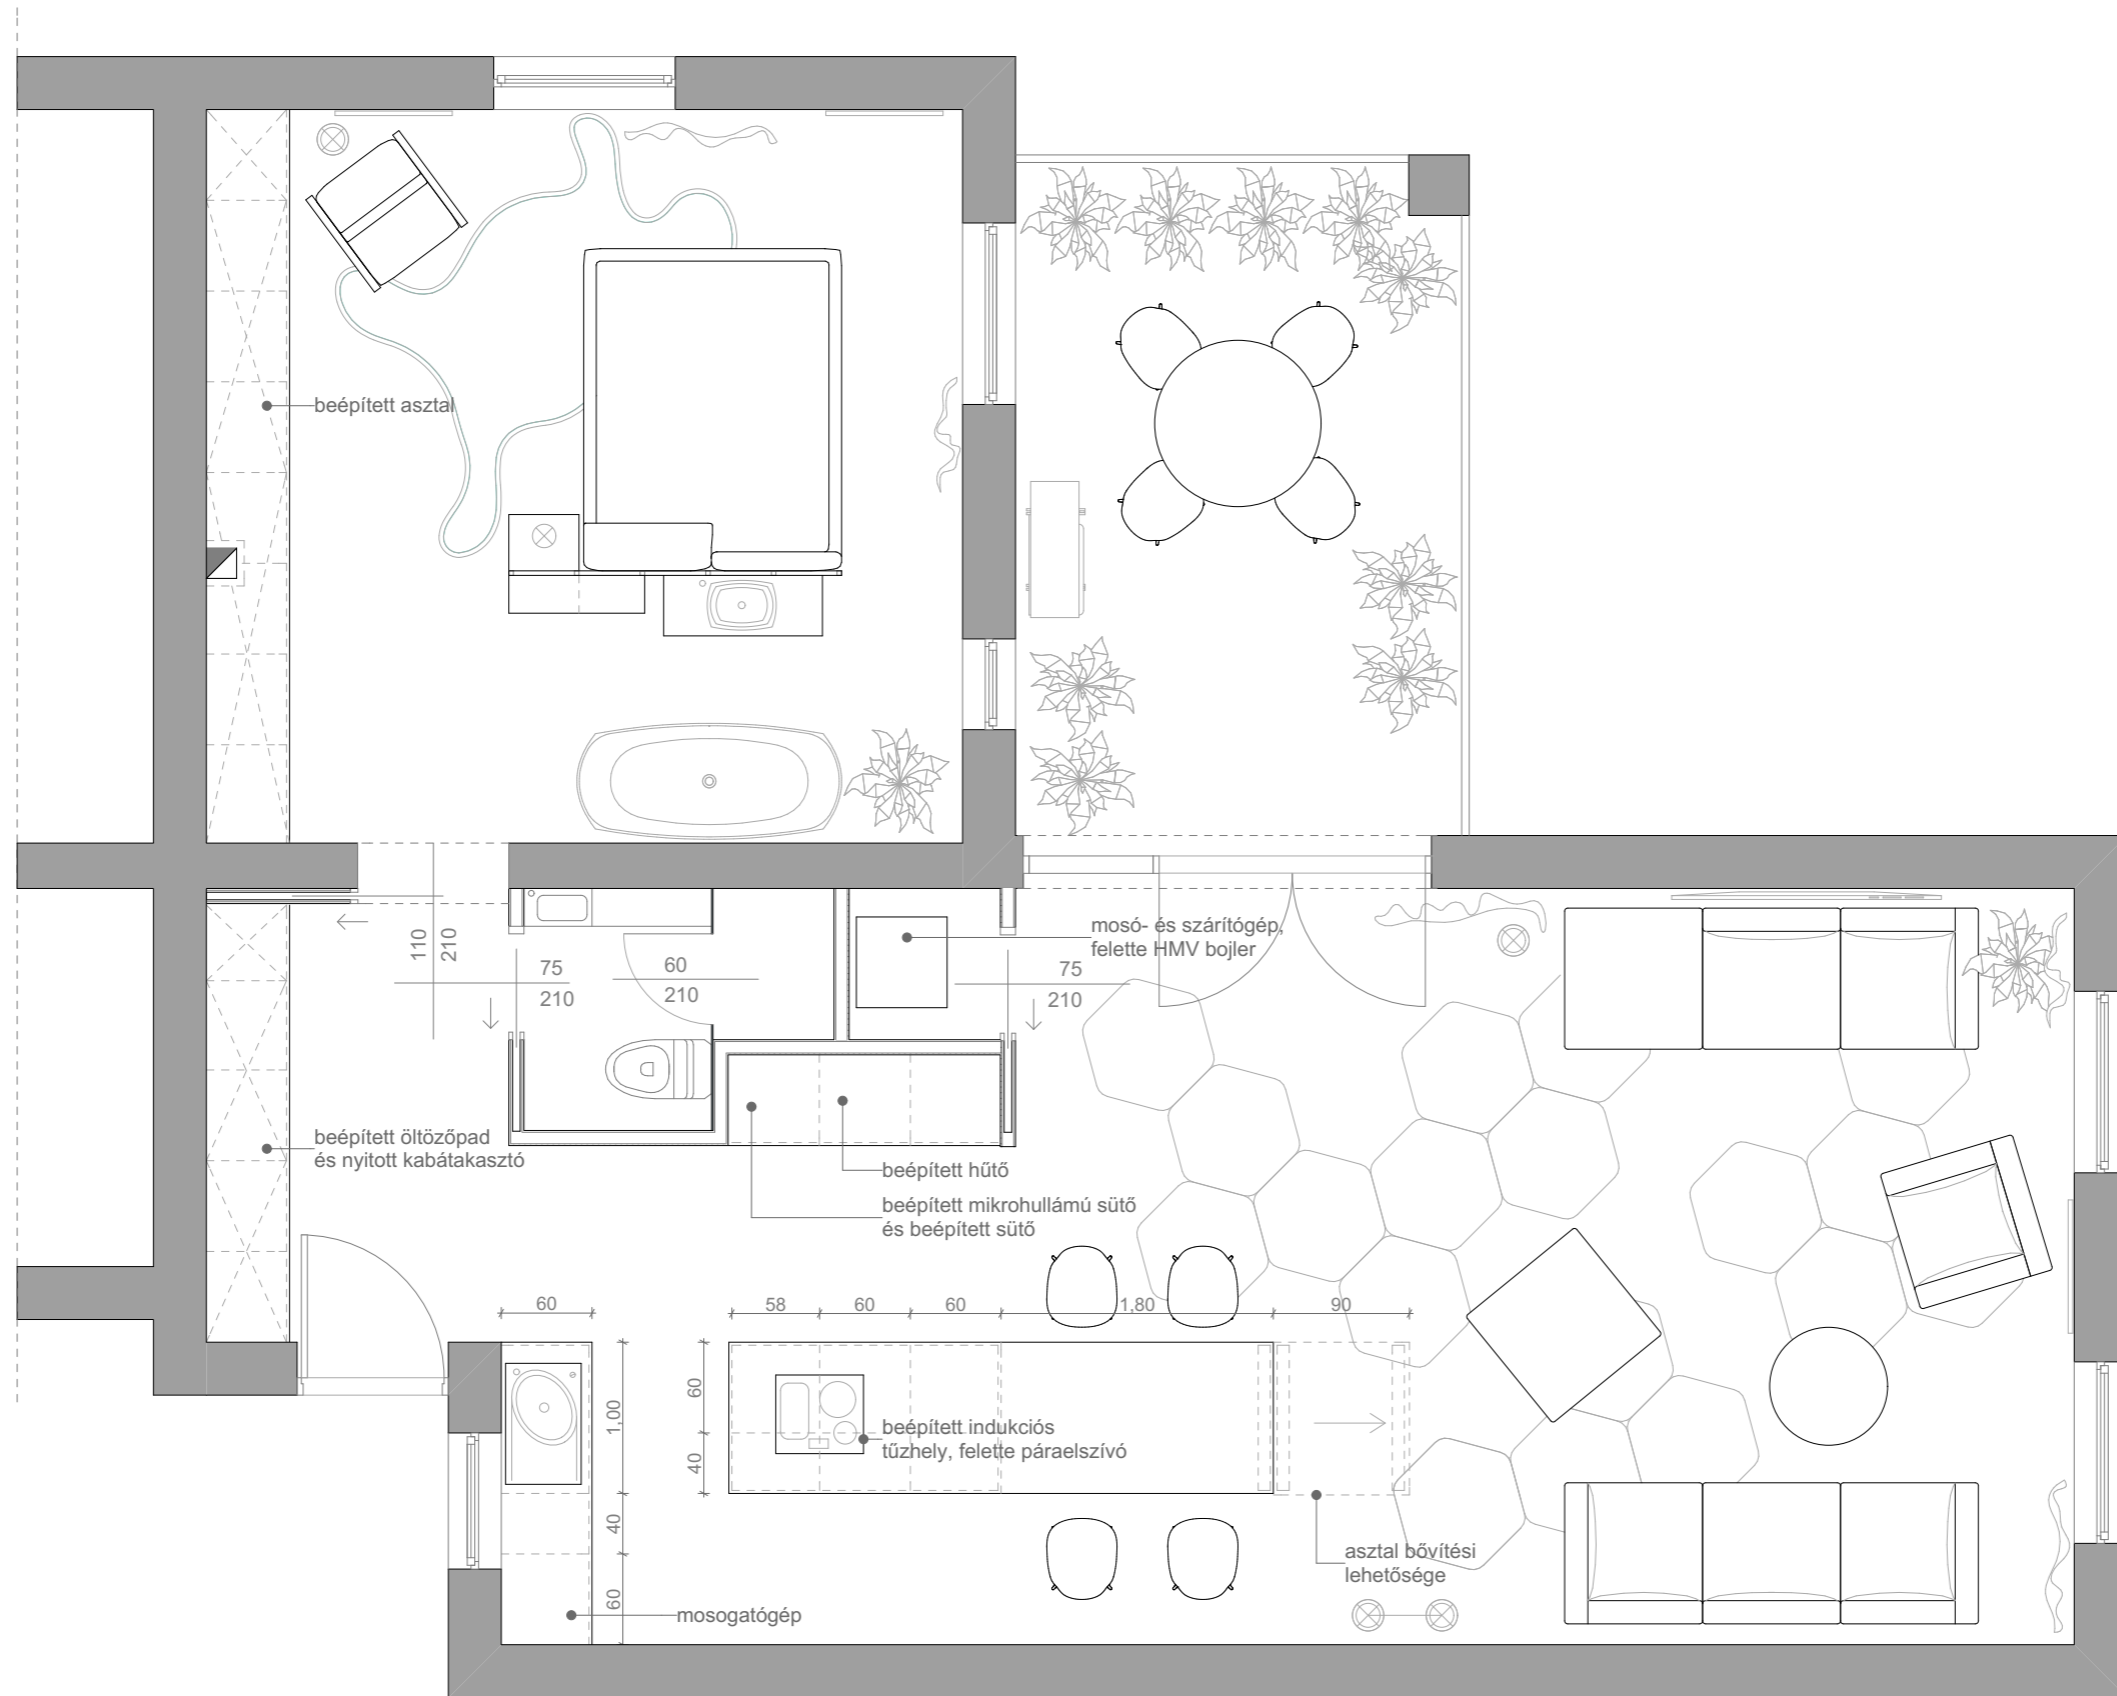 beépített asztal
110
210
75
210
60
210
mosó- és szárítógép,
felette HMV bojler
75
210
beépített öltözőpad
és nyitott kabátakasztó
beépített hűtő
beépített mikrohullámú sütő
és beépített sütő
60
58
60
60
1,80
90
1,00
40
60
60
40
beépített indukciós
tűzhely, felette páraelszívó
asztal bővítési
lehetősége
mosogatógép